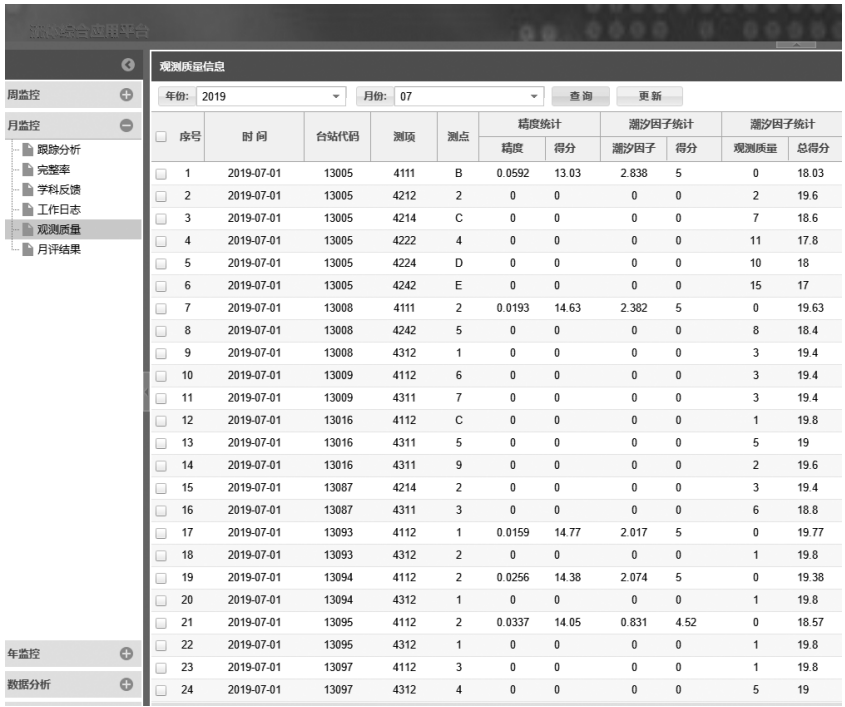 综合应用平台
观测质量信息
周监控
年份: 2019 月份: 07 查 询 更 新
月监控
跟踪分析
完整率
学科反馈
工作日志
观测质量
月评结果
年监控
数据分析
序号 时 间 台站代码 测项 测点 精度统计 潮汐因子统计 潮汐因子统计
精度 得分 潮汐因子 得分 观测质量 总得分
1 2019-07-01 13005 4111 B 0.0592 13.03 2.838 5 0 18.03
2 2019-07-01 13005 4212 2 0 0 0 0 2 19.6
3 2019-07-01 13005 4214 C 0 0 0 0 7 18.6
4 2019-07-01 13005 4222 4 0 0 0 0 11 17.8
5 2019-07-01 13005 4224 D 0 0 0 0 10 18
6 2019-07-01 13005 4242 E 0 0 0 0 15 17
7 2019-07-01 13008 4111 2 0.0193 14.63 2.382 5 0 19.63
8 2019-07-01 13008 4242 5 0 0 0 0 8 18.4
9 2019-07-01 13008 4312 1 0 0 0 0 3 19.4
10 2019-07-01 13009 4112 6 0 0 0 0 3 19.4
11 2019-07-01 13009 4311 7 0 0 0 0 3 19.4
12 2019-07-01 13016 4112 C 0 0 0 0 1 19.8
13 2019-07-01 13016 4311 5 0 0 0 0 5 19
14 2019-07-01 13016 4311 9 0 0 0 0 2 19.6
15 2019-07-01 13087 4214 2 0 0 0 0 3 19.4
16 2019-07-01 13087 4311 3 0 0 0 0 6 18.8
17 2019-07-01 13093 4112 1 0.0159 14.77 2.017 5 0 19.77
18 2019-07-01 13093 4312 2 0 0 0 0 1 19.8
19 2019-07-01 13094 4112 2 0.0256 14.38 2.074 5 0 19.38
20 2019-07-01 13094 4312 1 0 0 0 0 1 19.8
21 2019-07-01 13095 4112 2 0.0337 14.05 0.831 4.52 0 18.57
22 2019-07-01 13095 4312 1 0 0 0 0 1 19.8
23 2019-07-01 13097 4112 3 0 0 0 0 1 19.8
24 2019-07-01 13097 4312 4 0 0 0 0 5 19